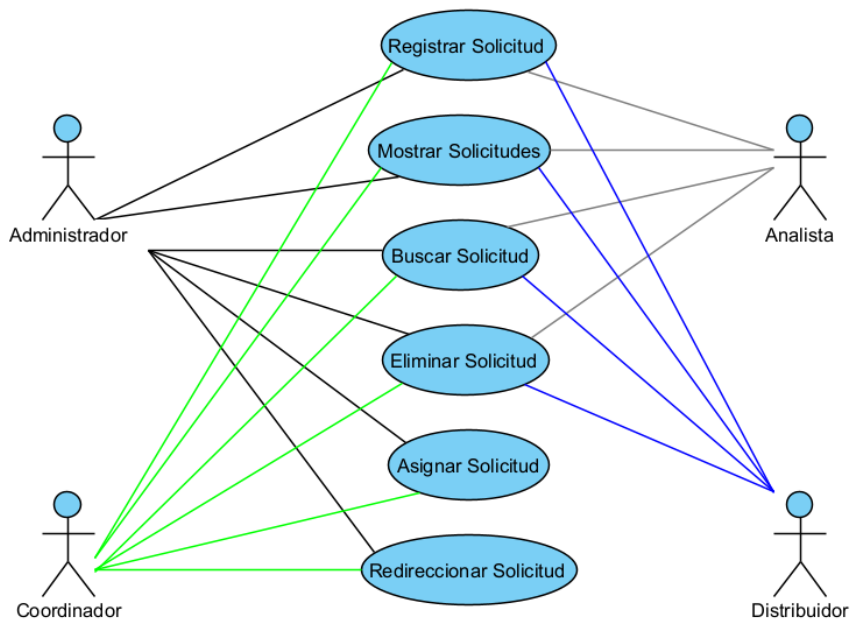 Registrar Solicitud
Mostrar Solicitudes
Administrador
Analista
Buscar Solicitud
Eliminar Solicitud
Asignar Solicitud
Redireccionar Solicitud
Coordinador
Distribuidor